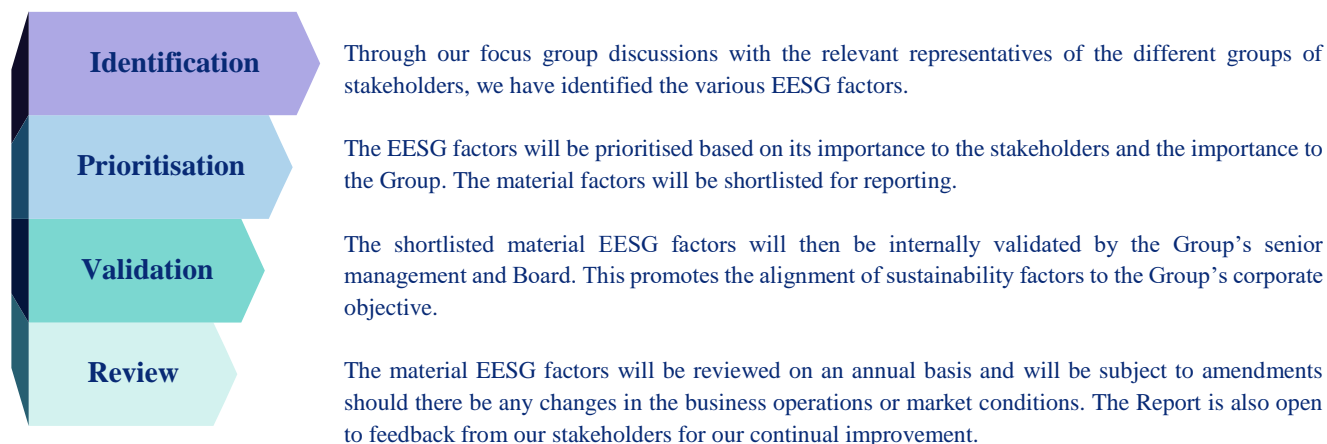 Identification
Through our focus group discussions with the relevant representatives of the different groups of
stakeholders, we have identified the various EESG factors.
Prioritisation
The EESG factors will be prioritised based on its importance to the stakeholders and the importance to
the Group. The material factors will be shortlisted for reporting.
Validation
The shortlisted material EESG factors will then be internally validated by the Group’s senior
management and Board. This promotes the alignment of sustainability factors to the Group’s corporate
objective.
Review
The material EESG factors will be reviewed on an annual basis and will be subject to amendments
should there be any changes in the business operations or market conditions. The Report is also open
to feedback from our stakeholders for our continual improvement.